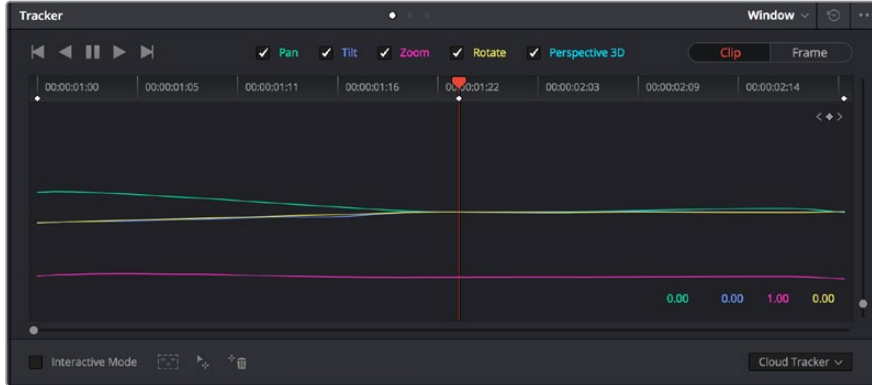 Tracker Window
Pan Tilt Zoom Rotate Perspective 3D Clip Frame
00:00:01:00 00:00:01:05 00:00:01:11 00:00:01:16 00:00:01:22 00:00:02:03 00:00:02:09 00:00:02:14
0.00 0.00 1.00 0.00
Interactive Mode Cloud Tracker